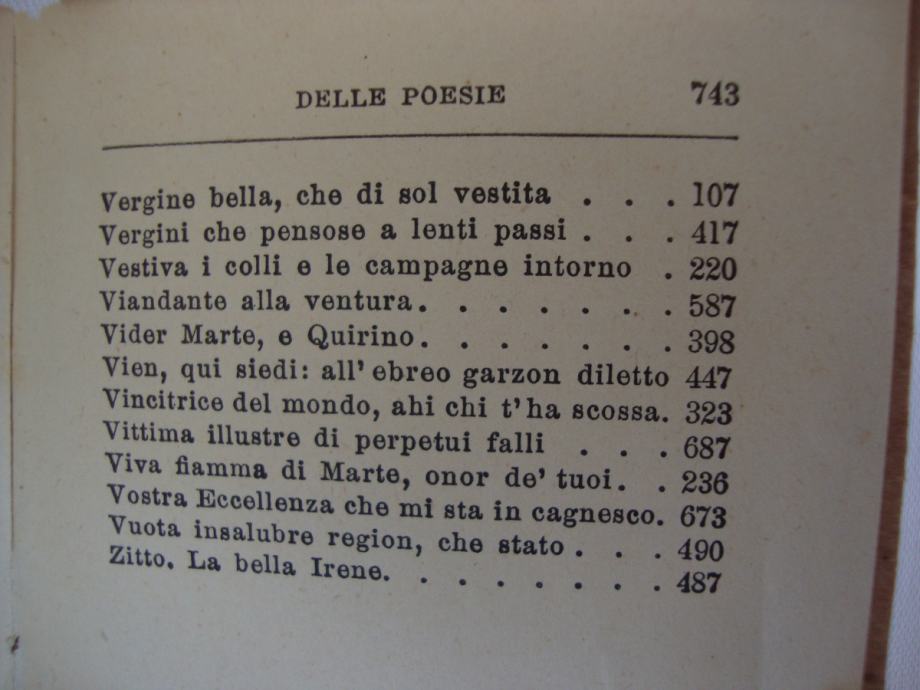 DELLE POESIE 743
Vergine bella, che di sol vestita . . . 107
Vergini che pensose a lenti passi . . . 417
Vestiva i colli e le campagne intorno . 220
Viandante alla ventura. . . . . . . 587
Vider Marte, e Quirino. . . . . . . 398
Vien, qui siedi: all' ebreo garzon diletto 447
Vincitrice del mondo, ahi chi t'ha scossa. 323
Vittima illustre di perpetui falli . . . 687
Viva fiamma di Marte, onor de' tuoi. . 236
Vostra Eccellenza che mi sta in cagnesco. 673
Vuota insalubre region, che stato . . . 490
Zitto. La bella Irene. . . . . . . . 487